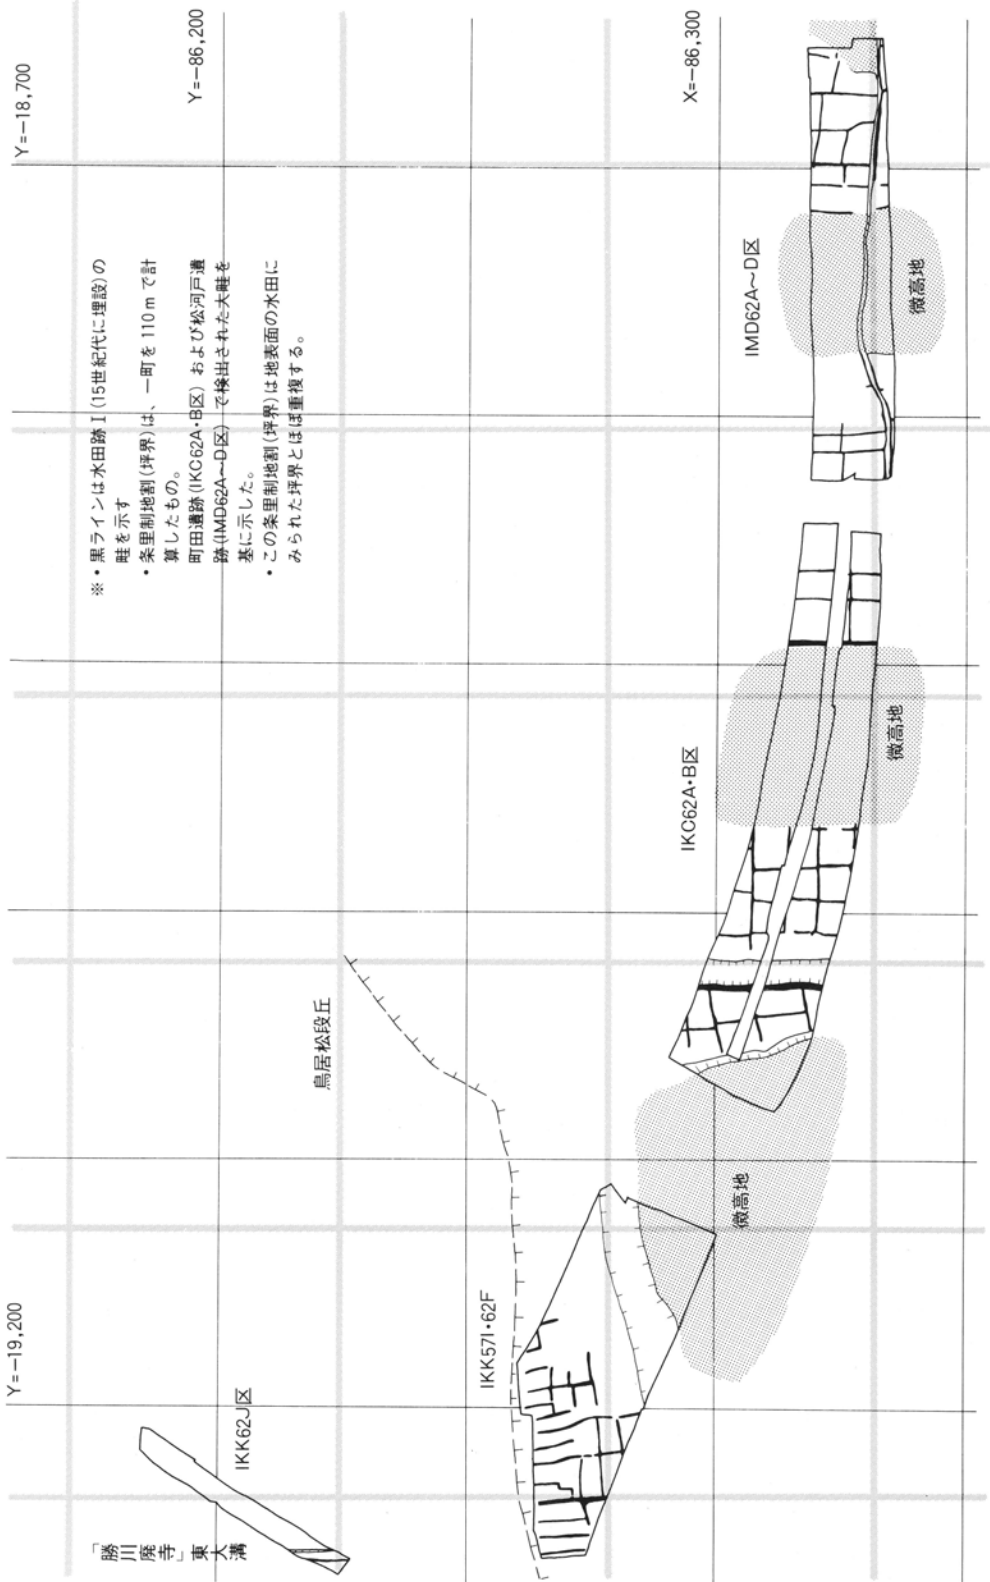 Y=−18,700
Y=−86,200
X=−86,300
※・黒ラインは水田跡Ⅰ(15世紀代に埋設)の
畦を示す
・条里制地割(坪界)は、一町を110mで計
算したもの。
町田遺跡(IKC62A・B区)および松河戸遺
跡(IMD62A〜D区)で検出された大畦を
基に示した。
・この条里制地割(坪界)は地表面の水田に
みられた坪界とほぼ重複する。
IMD62A〜D区
微高地
IKC62A・B区
微高地
鳥居松段丘
微高地
IKK57I・62F
Y=−19,200
IKK62J区
「勝川廃寺」東大溝